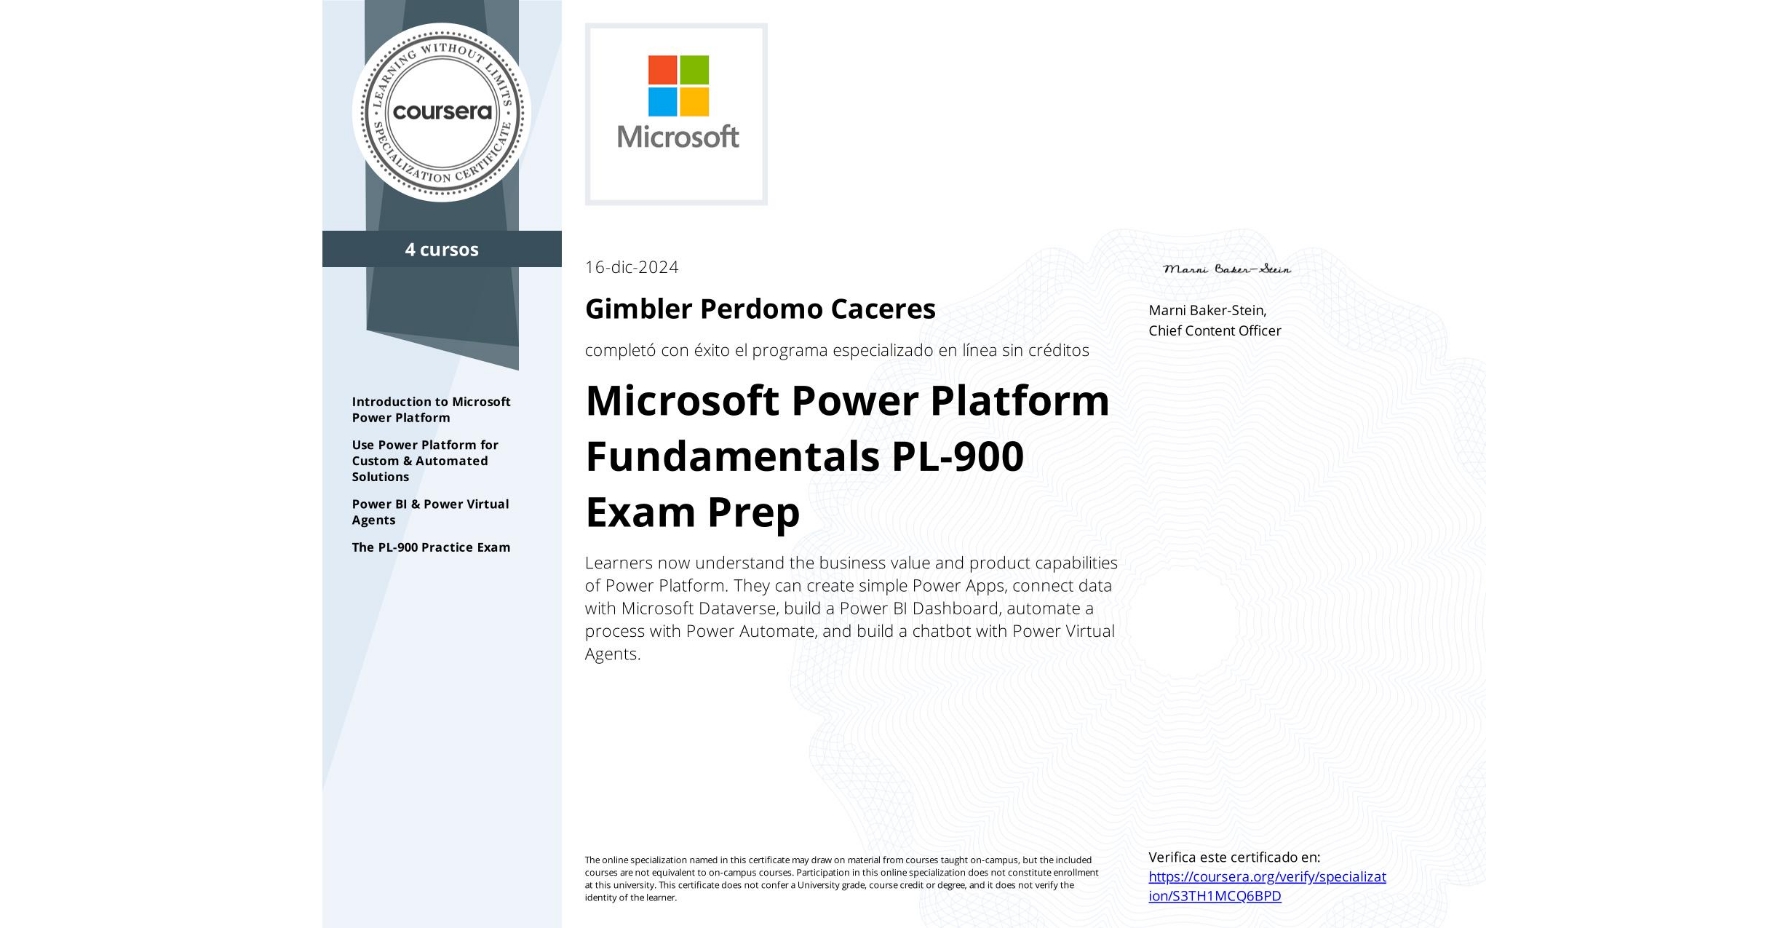 LEARNING WITHOUT LIMITS
coursera
SPECIALIZATION CERTIFICATE
4 cursos
Introduction to Microsoft
Power Platform
Use Power Platform for
Custom & Automated
Solutions
Power BI & Power Virtual
Agents
The PL-900 Practice Exam
Microsoft
16-dic-2024
Gimbler Perdomo Caceres
completó con éxito el programa especializado en línea sin créditos
Microsoft Power Platform
Fundamentals PL-900
Exam Prep
Learners now understand the business value and product capabilities
of Power Platform. They can create simple Power Apps, connect data
with Microsoft Dataverse, build a Power BI Dashboard, automate a
process with Power Automate, and build a chatbot with Power Virtual
Agents.
The online specialization named in this certificate may draw on material from courses taught on-campus, but the included
courses are not equivalent to on-campus courses. Participation in this online specialization does not constitute enrollment
at this university. This certificate does not confer a University grade, course credit or degree, and it does not verify the
identity of the learner.
Marni Baker-Stein
Marni Baker-Stein,
Chief Content Officer
Verifica este certificado en:
https://coursera.org/verify/specializat
ion/S3TH1MCQ6BPD